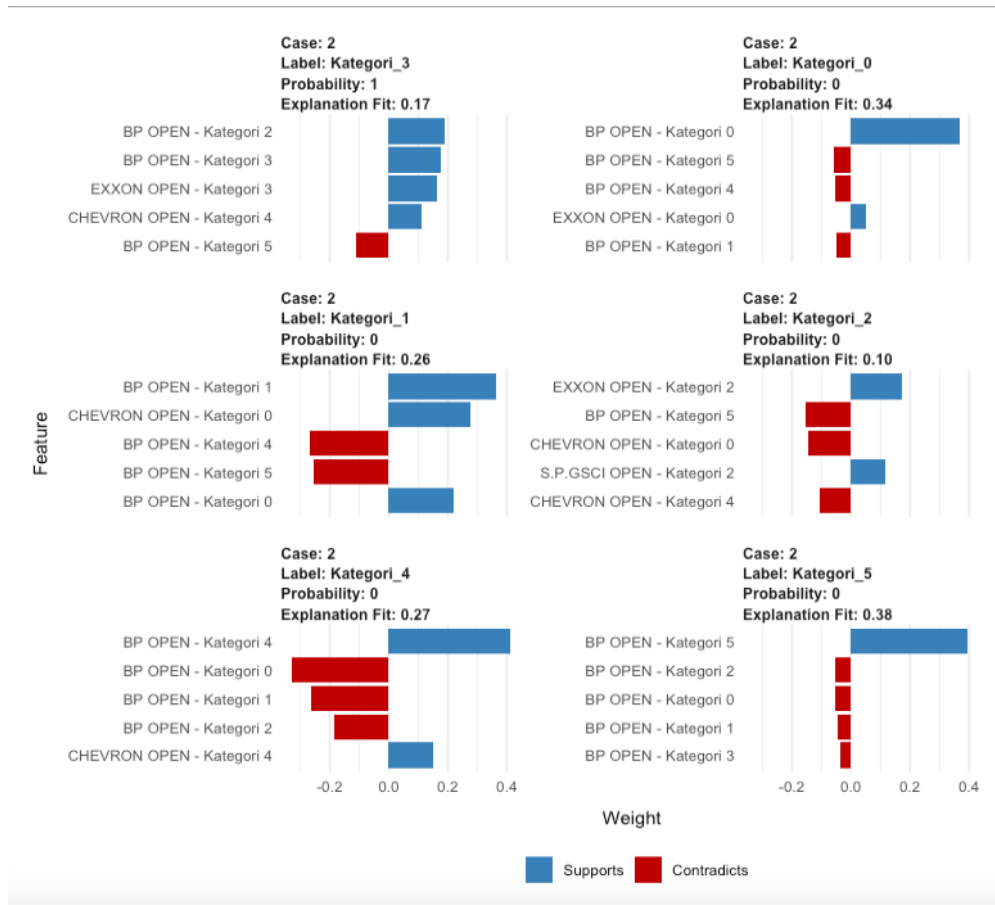 Case: 2
Label: Kategori_3
Probability: 1
Explanation Fit: 0.17
BP OPEN - Kategori 2
BP OPEN - Kategori 3
EXXON OPEN - Kategori 3
CHEVRON OPEN - Kategori 4
BP OPEN - Kategori 5
Case: 2
Label: Kategori_0
Probability: 0
Explanation Fit: 0.34
BP OPEN - Kategori 0
BP OPEN - Kategori 5
BP OPEN - Kategori 4
EXXON OPEN - Kategori 0
BP OPEN - Kategori 1
Case: 2
Label: Kategori_1
Probability: 0
Explanation Fit: 0.26
BP OPEN - Kategori 1
CHEVRON OPEN - Kategori 0
BP OPEN - Kategori 4
BP OPEN - Kategori 5
BP OPEN - Kategori 0
Case: 2
Label: Kategori_2
Probability: 0
Explanation Fit: 0.10
EXXON OPEN - Kategori 2
BP OPEN - Kategori 5
CHEVRON OPEN - Kategori 0
S.P.GSCI OPEN - Kategori 2
CHEVRON OPEN - Kategori 4
Feature
Case: 2
Label: Kategori_4
Probability: 0
Explanation Fit: 0.27
BP OPEN - Kategori 4
BP OPEN - Kategori 0
BP OPEN - Kategori 1
BP OPEN - Kategori 2
CHEVRON OPEN - Kategori 4
-0.2 0.0 0.2 0.4
Case: 2
Label: Kategori_5
Probability: 0
Explanation Fit: 0.38
BP OPEN - Kategori 5
BP OPEN - Kategori 2
BP OPEN - Kategori 0
BP OPEN - Kategori 1
BP OPEN - Kategori 3
-0.2 0.0 0.2 0.4
Weight
Supports
Contradicts